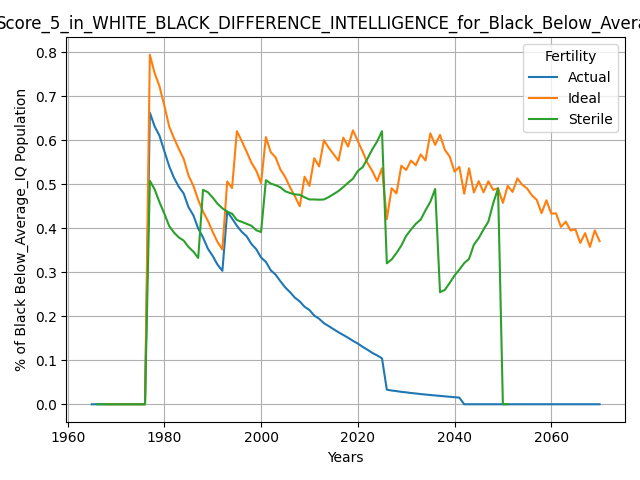 Score_5_in_WHITE_BLACK_DIFFERENCE_INTELLIGENCE_for_Black_Below_Avera
Fertility
Actual
Ideal
Sterile
% of Black Below_Average_IQ Population
0.8
0.7
0.6
0.5
0.4
0.3
0.2
0.1
0.0
1960 1980 2000 2020 2040 2060
Years